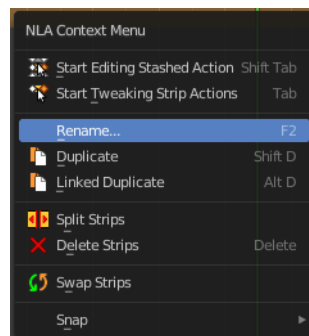 NLA Context Menu
Start Editing Stashed Action Shift Tab
Start Tweaking Strip Actions Tab
Rename... F2
Duplicate Shift D
Linked Duplicate Alt D
Split Strips
Delete Strips Delete
Swap Strips
Snap